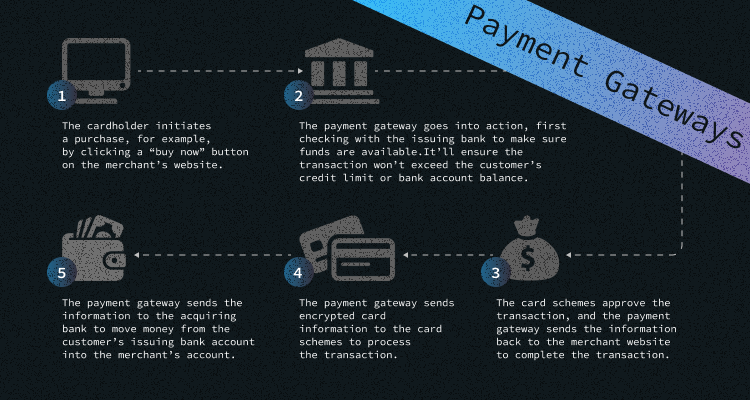 Payment Gateways
1
The cardholder initiates
a purchase, for example,
by clicking a “buy now” button
on the merchant’s website.
2
The payment gateway goes into action, first
checking with the issuing bank to make sure
funds are available.It’ll ensure the
transaction won’t exceed the customer’s
credit limit or bank account balance.
$
3
The card schemes approve the
transaction, and the payment
gateway sends the information
back to the merchant website
to complete the transaction.
4
The payment gateway sends
encrypted card
information to the card
schemes to process
the transaction.
5
The payment gateway sends the
information to the acquiring
bank to move money from the
customer’s issuing bank account
into the merchant’s account.